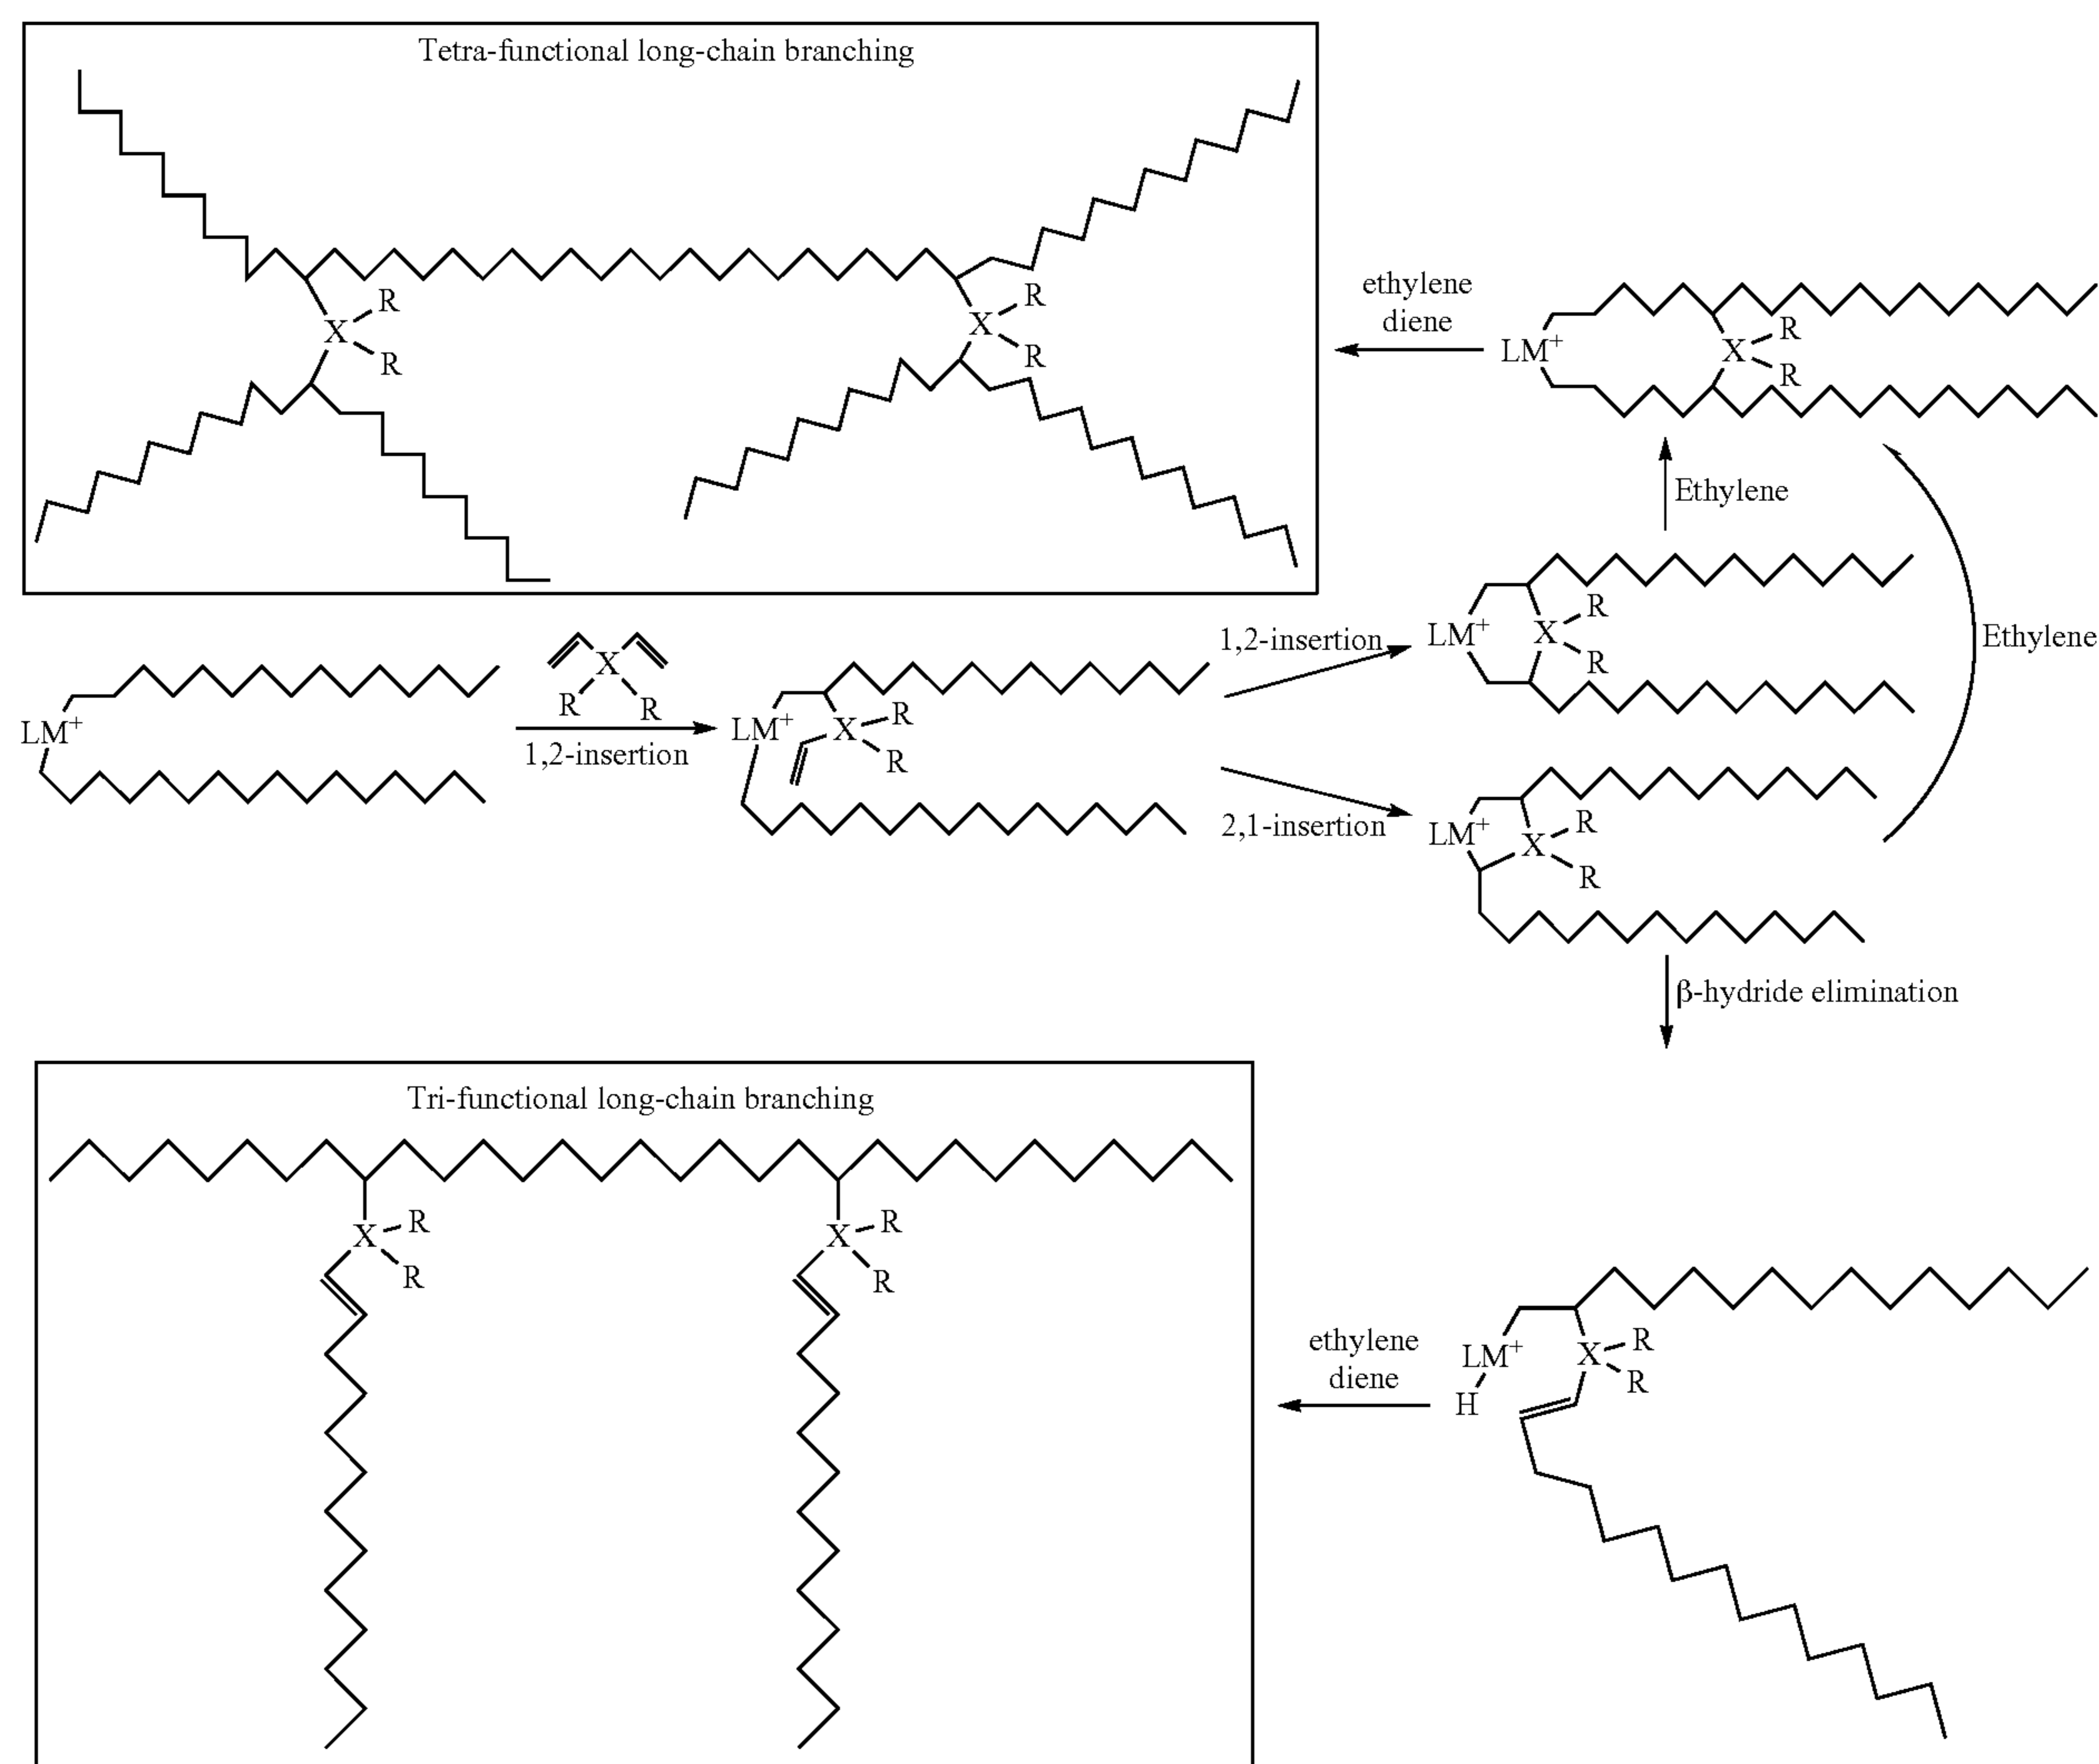 Tetra-functional long-chain branching
R
X
R
R
X
R
ethylene
diene
LM+
X
R
R
Ethylene
LM+
X
R
R
Ethylene
LM+
X
R
R
1,2-insertion
LM+
X
R
R
1,2-insertion
2,1-insertion
LM+
X
R
R
β-hydride elimination
Tri-functional long-chain branching
X
R
R
X
R
R
ethylene
diene
LM+
H
X
R
R